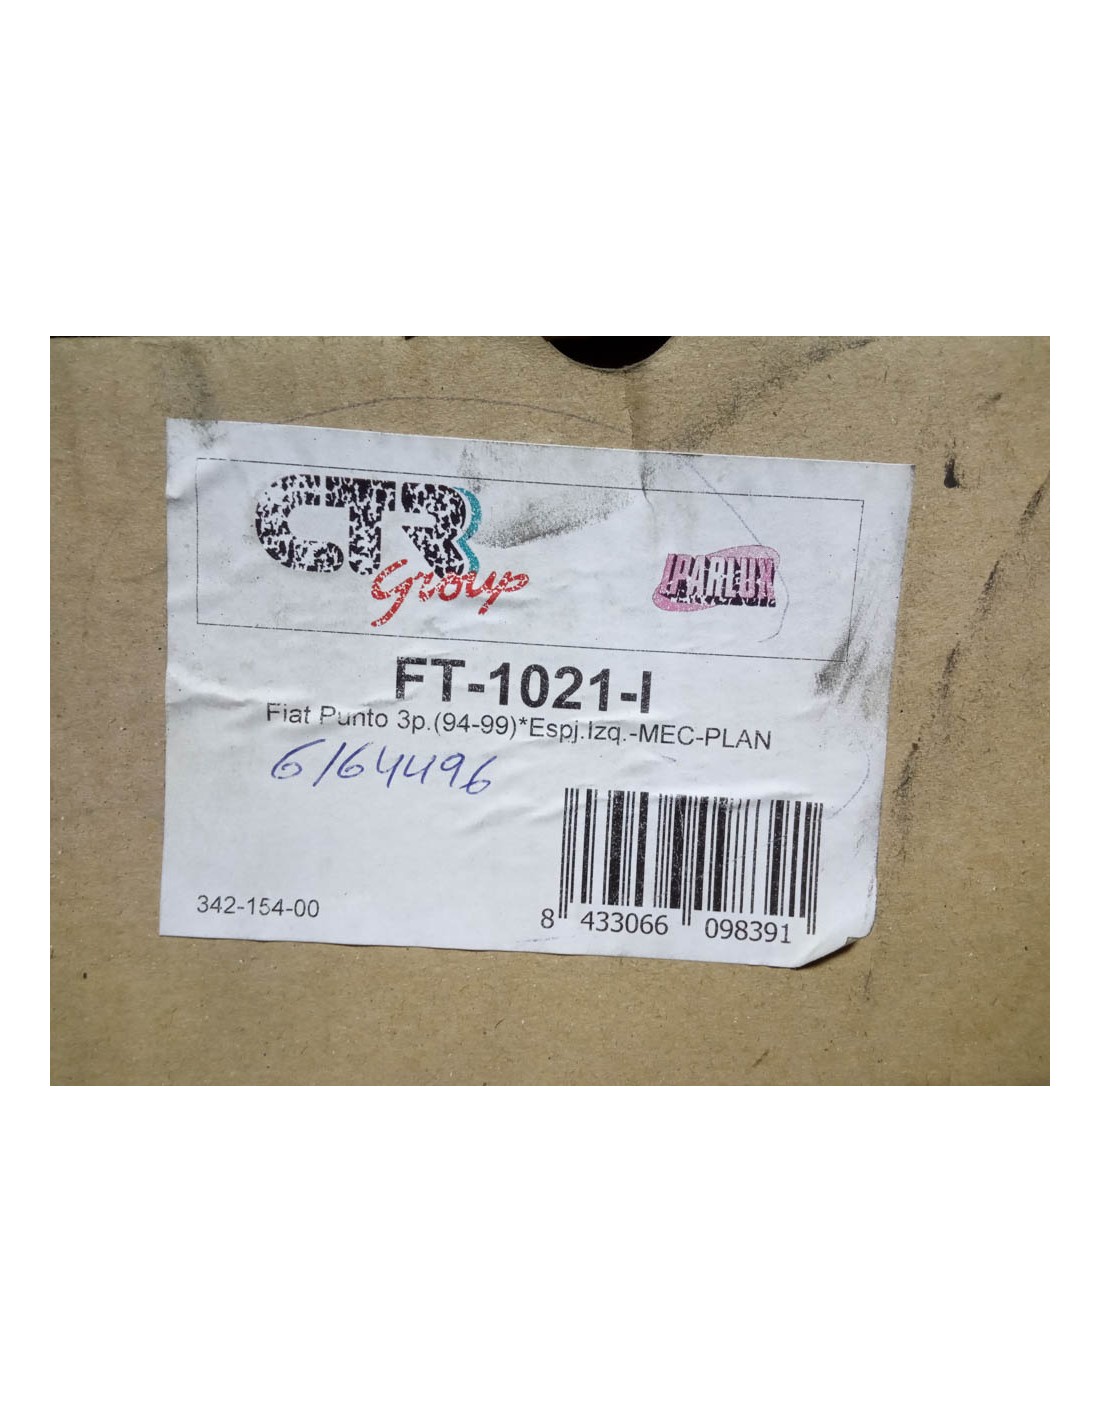 CTR
Group
IPARLUX
FT-1021-I
Fiat Punto 3p.(94-99)*Espj.Izq.-MEC-PLAN
6164496
342-154-00
8 433066 098391